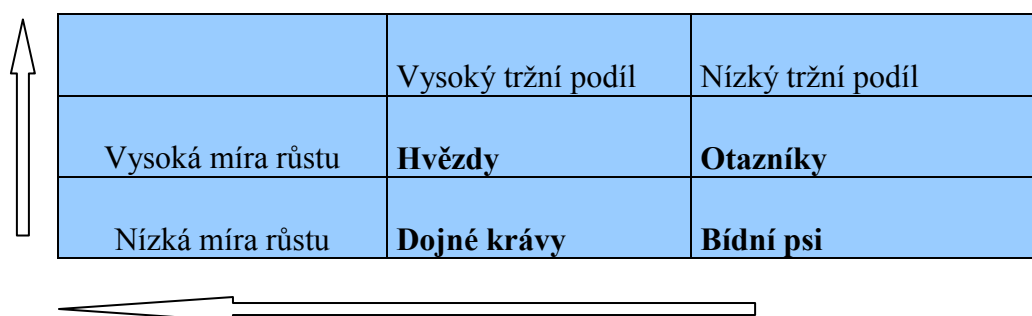 Vysoký tržní podíl Nízký tržní podíl
Vysoká míra růstu Hvězdy Otazníky
Nízká míra růstu Dojné krávy Bídní psi